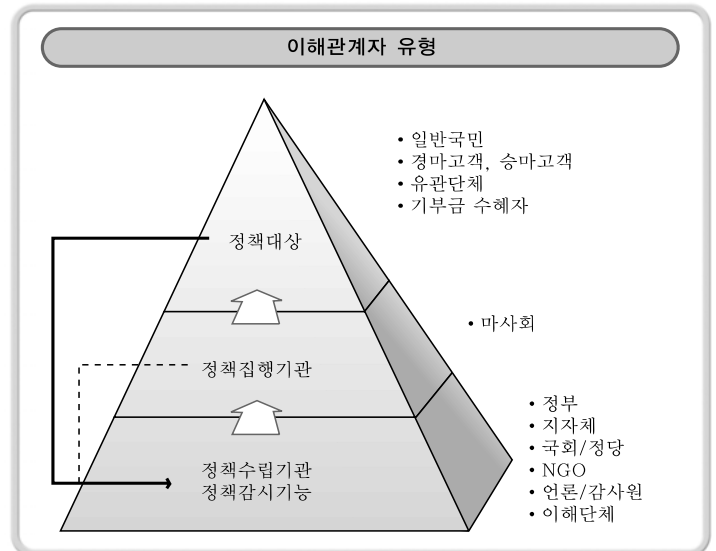 이해관계자 유형
• 일반국민
• 경마고객, 승마고객
• 유관단체
• 기부금 수혜자
정책대상
• 마사회
정책집행기관
• 정부
• 지자체
• 국회/정당
• NGO
• 언론/감사원
• 이해단체
정책수립기관
정책감시기능